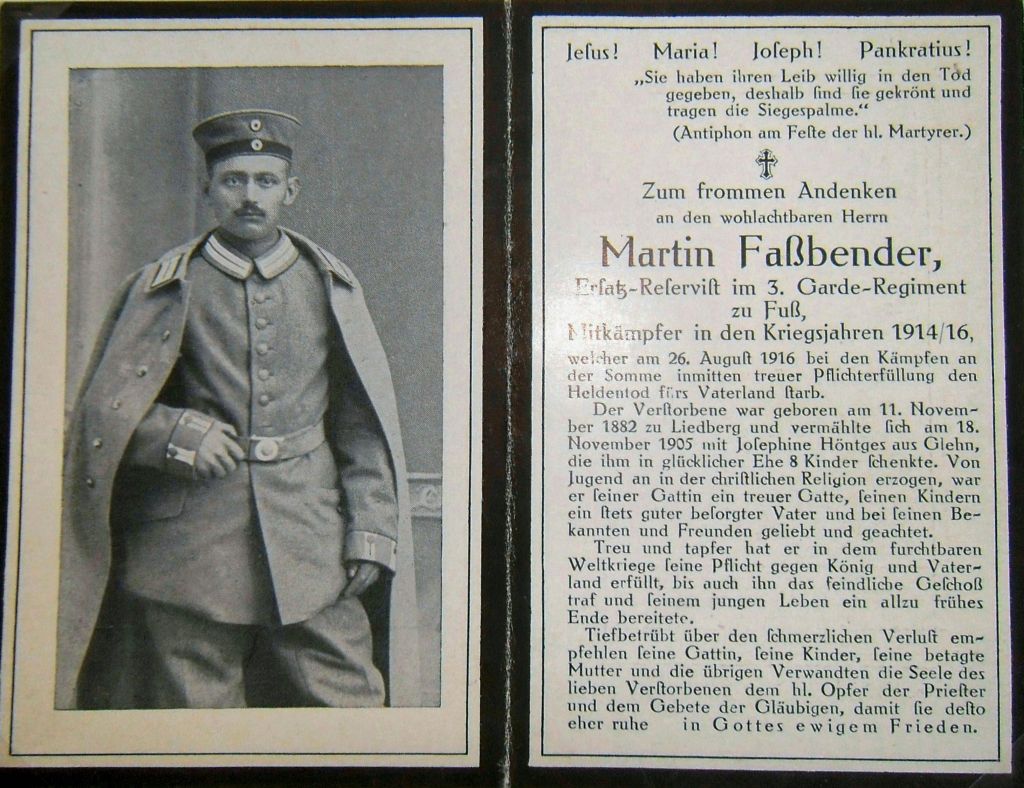 Jesus! Maria! Joseph! Pankratius!
„Sie haben ihren Leib willig in den Tod
gegeben, deshalb sind sie gekrönt und
tragen die Siegespalme.“
(Antiphon am Feste der hl. Martyrer.)
Zum frommen Andenken
an den wohlachtbaren Herrn
Martin Faßbender,
Ersatz-Reservist im 3. Garde-Regiment
zu Fuß,
Mitkämpfer in den Kriegsjahren 1914/16,
welcher am 26. August 1916 bei den Kämpfen an
der Somme inmitten treuer Pflichterfüllung den
Heldentod fürs Vaterland starb.
Der Verstorbene war geboren am 11. Novem-
ber 1882 zu Liedberg und vermählte sich am 18.
November 1905 mit Josephine Höntges aus Glehn,
die ihm in glücklicher Ehe 8 Kinder schenkte. Von
Jugend an in der christlichen Religion erzogen, war
er seiner Gattin ein treuer Gatte, seinen Kindern
ein stets guter besorgter Vater und bei seinen Be-
kannten und Freunden geliebt und geachtet.
Treu und tapfer hat er in dem furchtbaren
Weltkriege seine Pflicht gegen König und Vater-
land erfüllt, bis auch ihn das feindliche Geschoß
traf und seinem jungen Leben ein allzu frühes
Ende bereitete.
Tiefbetrübt über den schmerzlichen Verlust em-
pfehlen seine Gattin, seine Kinder, seine betagte
Mutter und die übrigen Verwandten die Seele des
lieben Verstorbenen dem hl. Opfer der Priester
und dem Gebete der Gläubigen, damit sie desto
eher ruhe in Gottes ewigem Frieden.